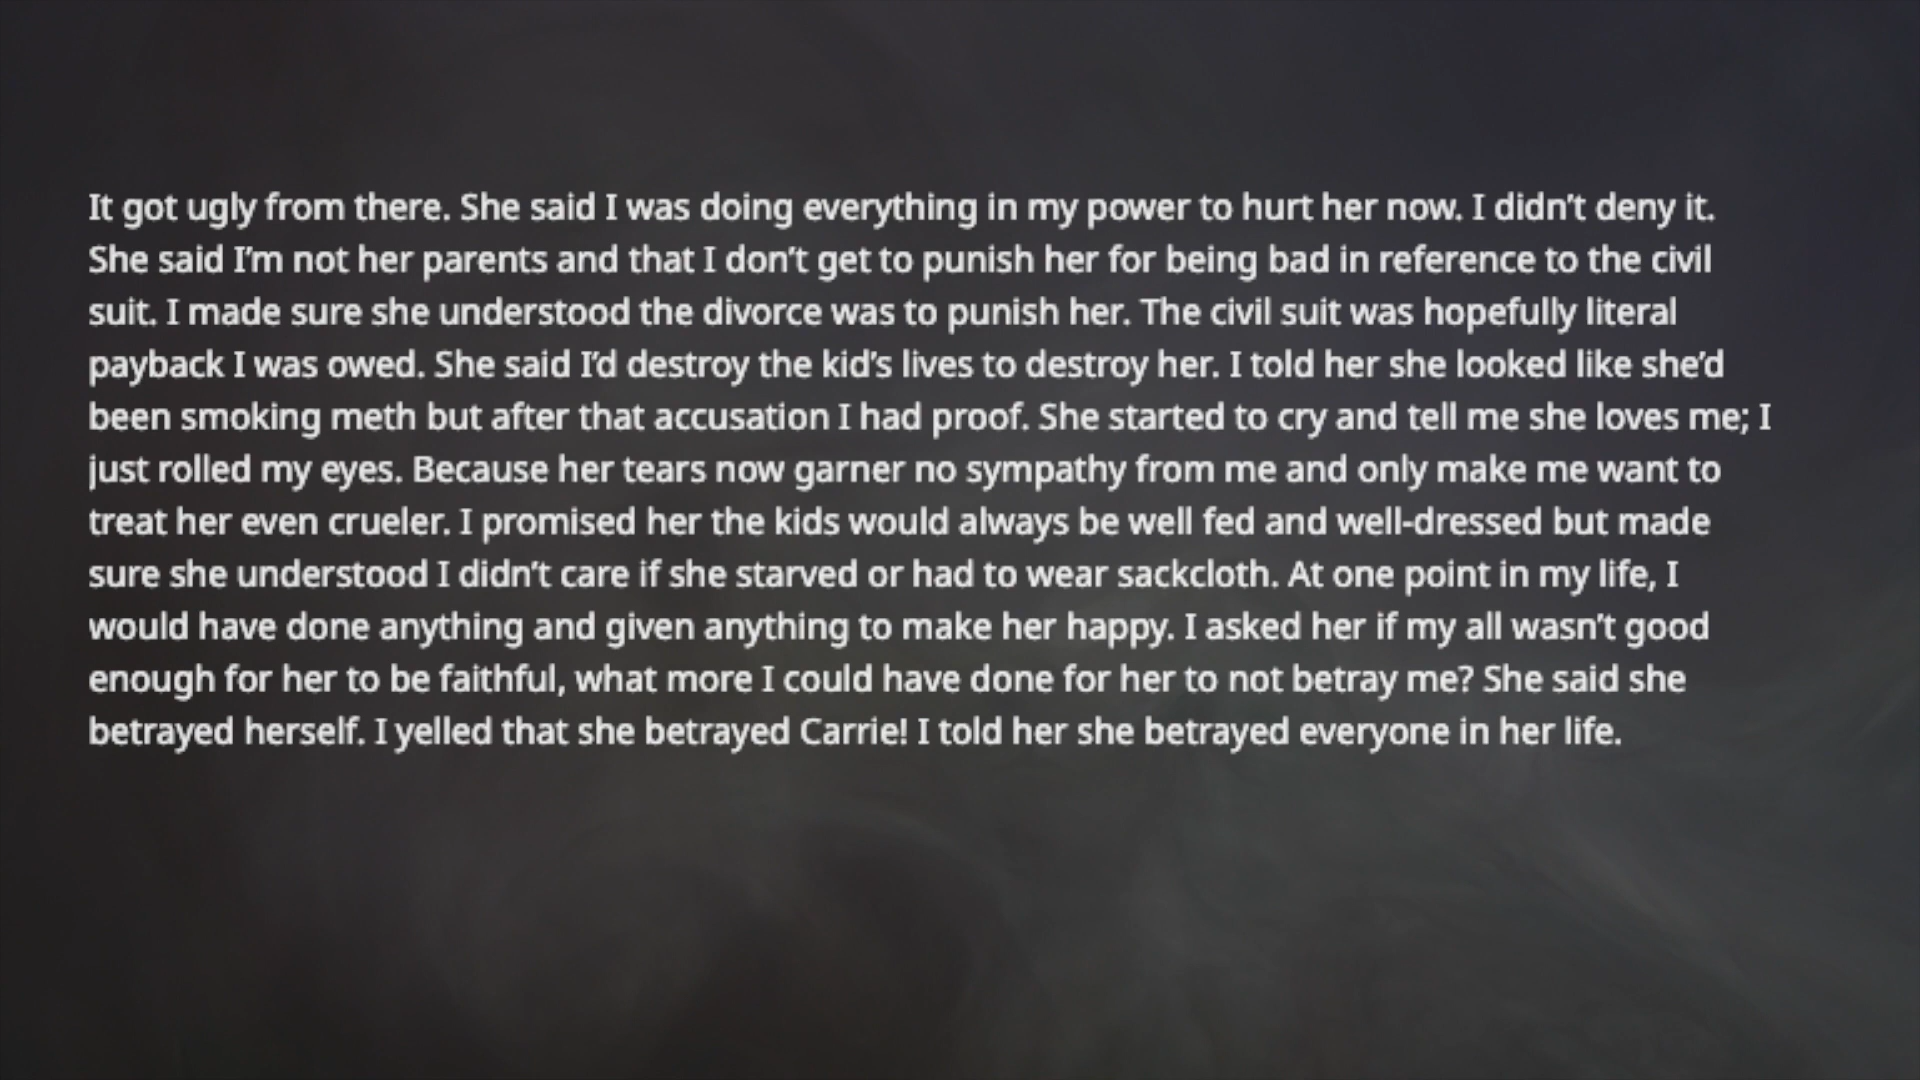 It got ugly from there. She said I was doing everything in my power to hurt her now. I didn’t deny it.
She said I’m not her parents and that I don’t get to punish her for being bad in reference to the civil
suit. I made sure she understood the divorce was to punish her. The civil suit was hopefully literal
payback I was owed. She said I’d destroy the kid’s lives to destroy her. I told her she looked like she’d
been smoking meth but after that accusation I had proof. She started to cry and tell me she loves me; I
just rolled my eyes. Because her tears now garner no sympathy from me and only make me want to
treat her even crueler. I promised her the kids would always be well fed and well-dressed but made
sure she understood I didn’t care if she starved or had to wear sackcloth. At one point in my life, I
would have done anything and given anything to make her happy. I asked her if my all wasn’t good
enough for her to be faithful, what more I could have done for her to not betray me? She said she
betrayed herself. I yelled that she betrayed Carrie! I told her she betrayed everyone in her life.